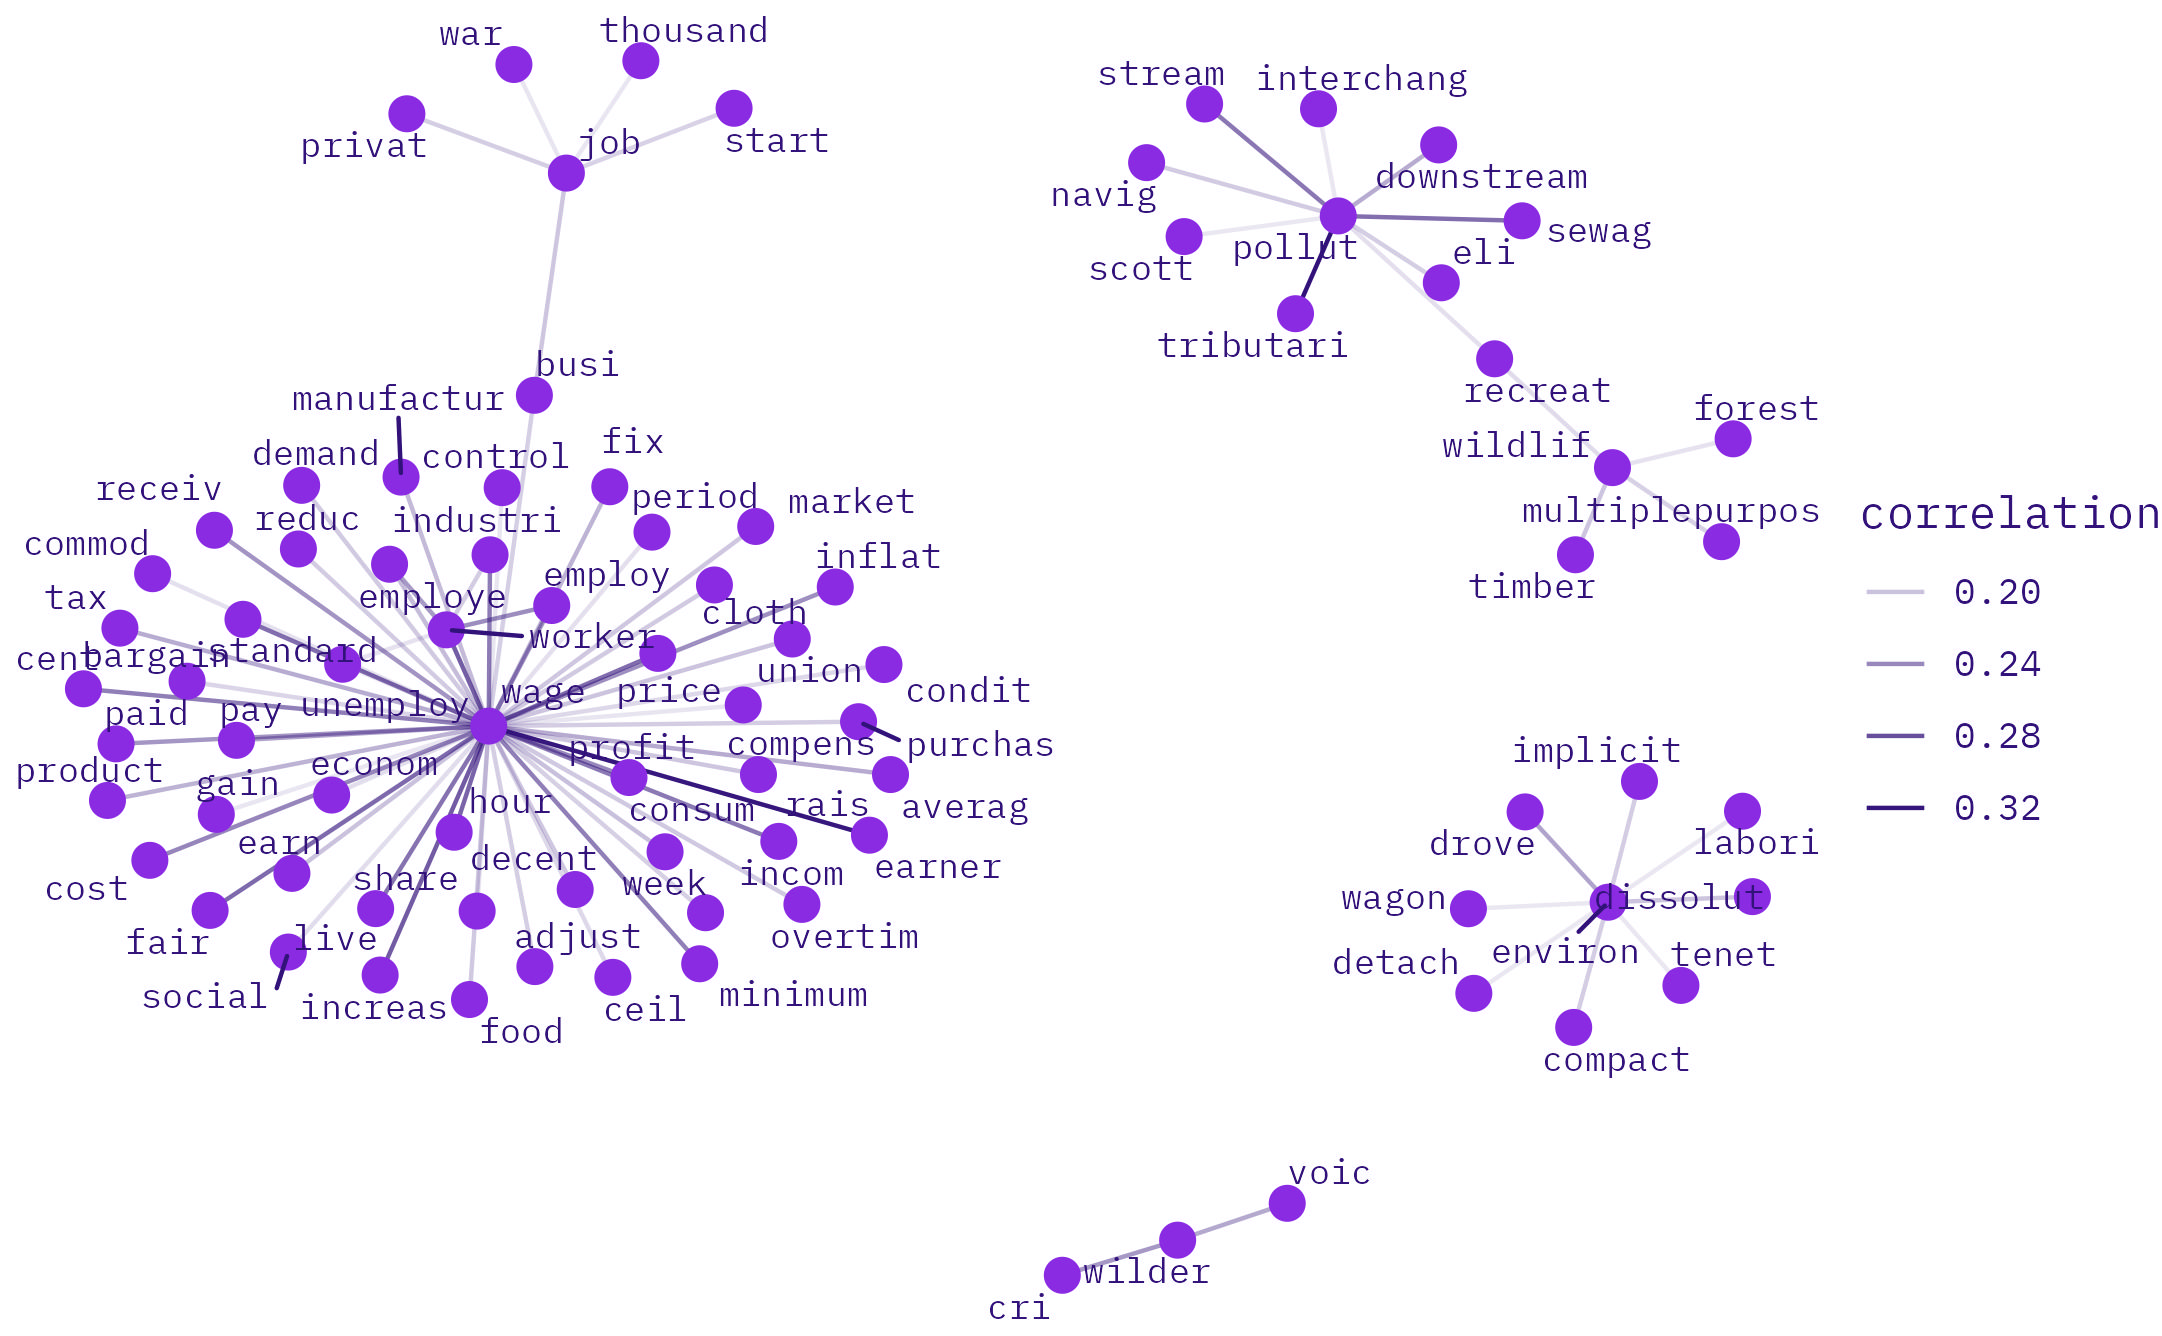 war
thousand
privat
job
start
stream
interchang
navig
downstream
scott
pollut
eli
sewag
tributari
recreat
wildlif
forest
multiplepurpos
timber
busi
manufactur
fix
demand
control
receiv
period
market
reduc
industri
commod
inflat
tax
employe
employ
cloth
cent
bargain
standard
worker
union
condit
paid
pay
unemploy
wage
price
product
gain
econom
profit
compens
purchas
hour
consum
rais
averag
earn
decent
cost
share
week
incom
earner
fair
live
adjust
overtim
social
increas
food
ceil
minimum
correlation
0.20
0.24
0.28
0.32
implicit
drove
labori
wagon
dissolut
detach
environ
tenet
compact
voic
wilder
cri